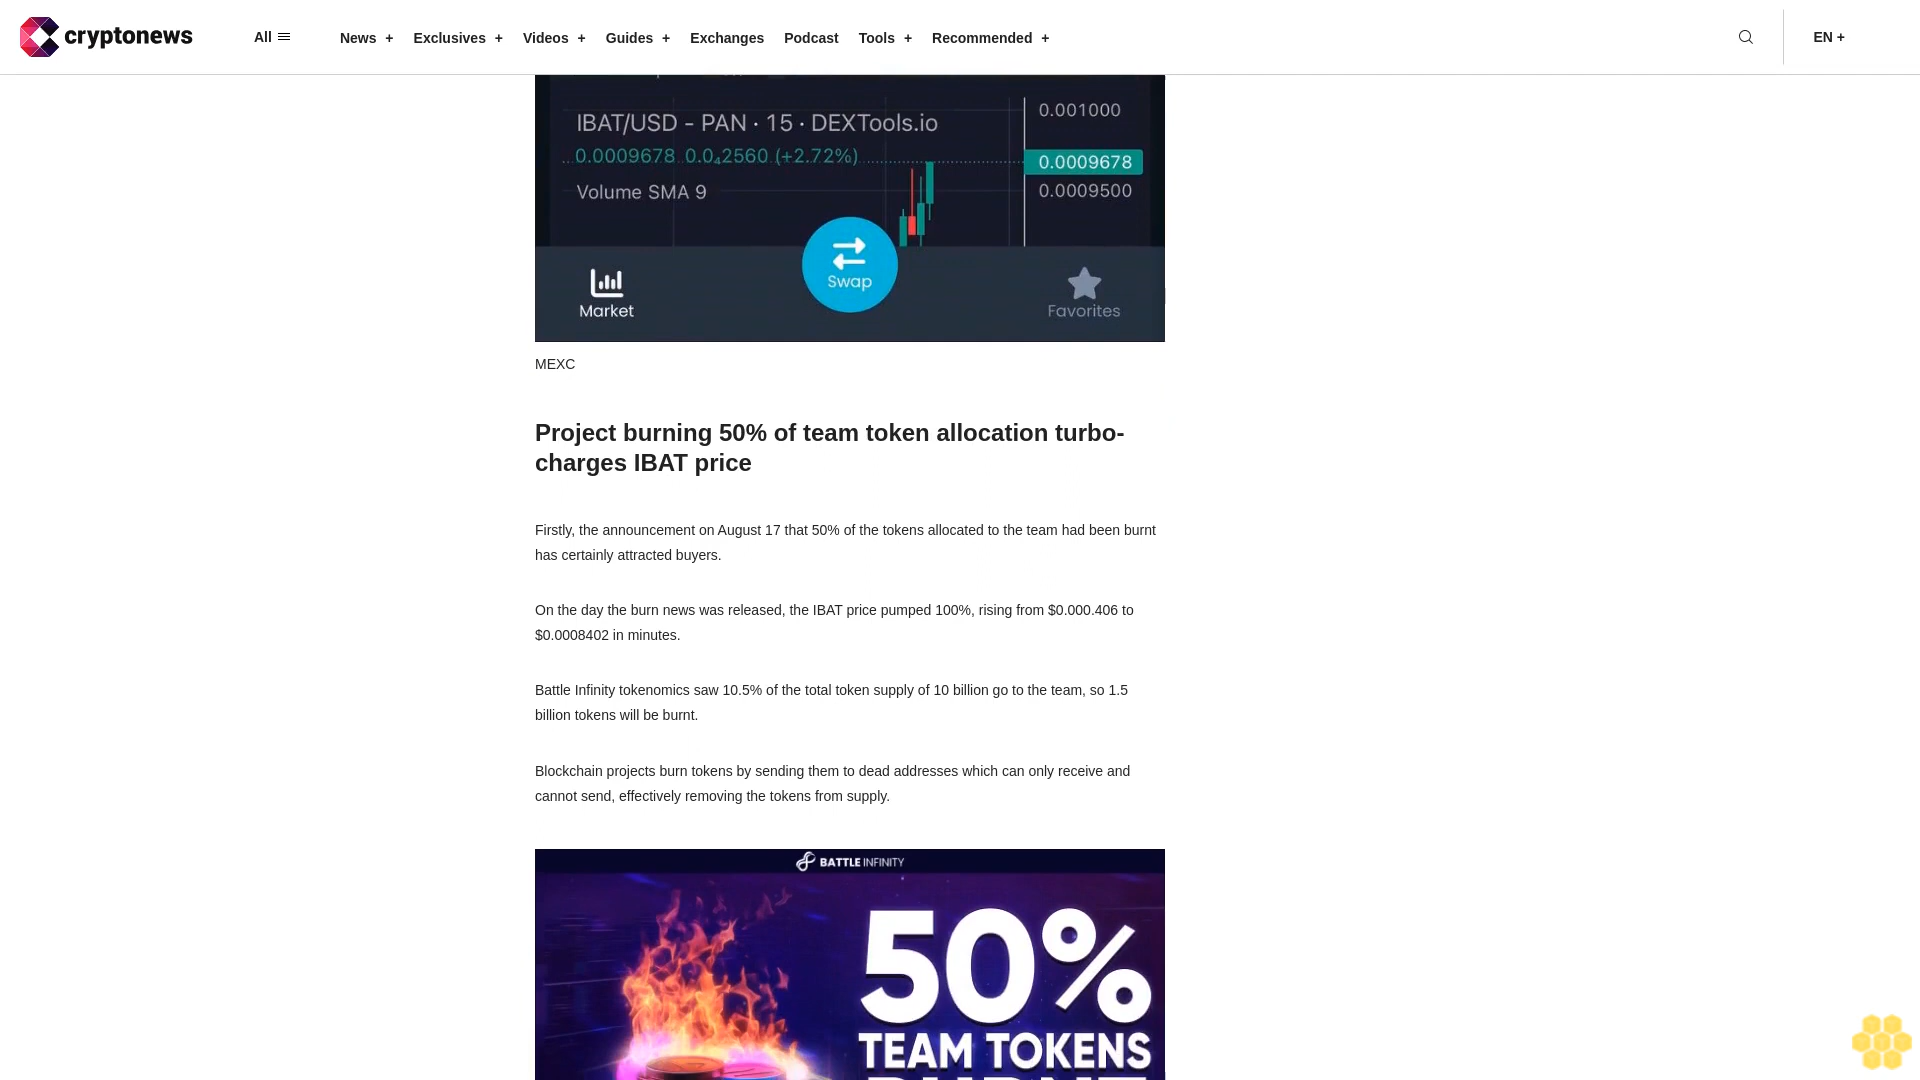 cryptonews
All
News +
Exclusives +
Videos +
Guides +
Exchanges
Podcast
Tools +
Recommended +
EN +
IBAT/USD - PAN · 15 · DEXTools.io
0.0009678 0.0₄2560 (+2.72%)
Volume SMA 9
0.001000
0.0009678
0.0009500
Market
Swap
Favorites
MEXC
Project burning 50% of team token allocation turbo-
charges IBAT price
Firstly, the announcement on August 17 that 50% of the tokens allocated to the team had been burnt
has certainly attracted buyers.
On the day the burn news was released, the IBAT price pumped 100%, rising from $0.000.406 to
$0.0008402 in minutes.
Battle Infinity tokenomics saw 10.5% of the total token supply of 10 billion go to the team, so 1.5
billion tokens will be burnt.
Blockchain projects burn tokens by sending them to dead addresses which can only receive and
cannot send, effectively removing the tokens from supply.
BATTLE INFINITY
50%
TEAM TOKENS